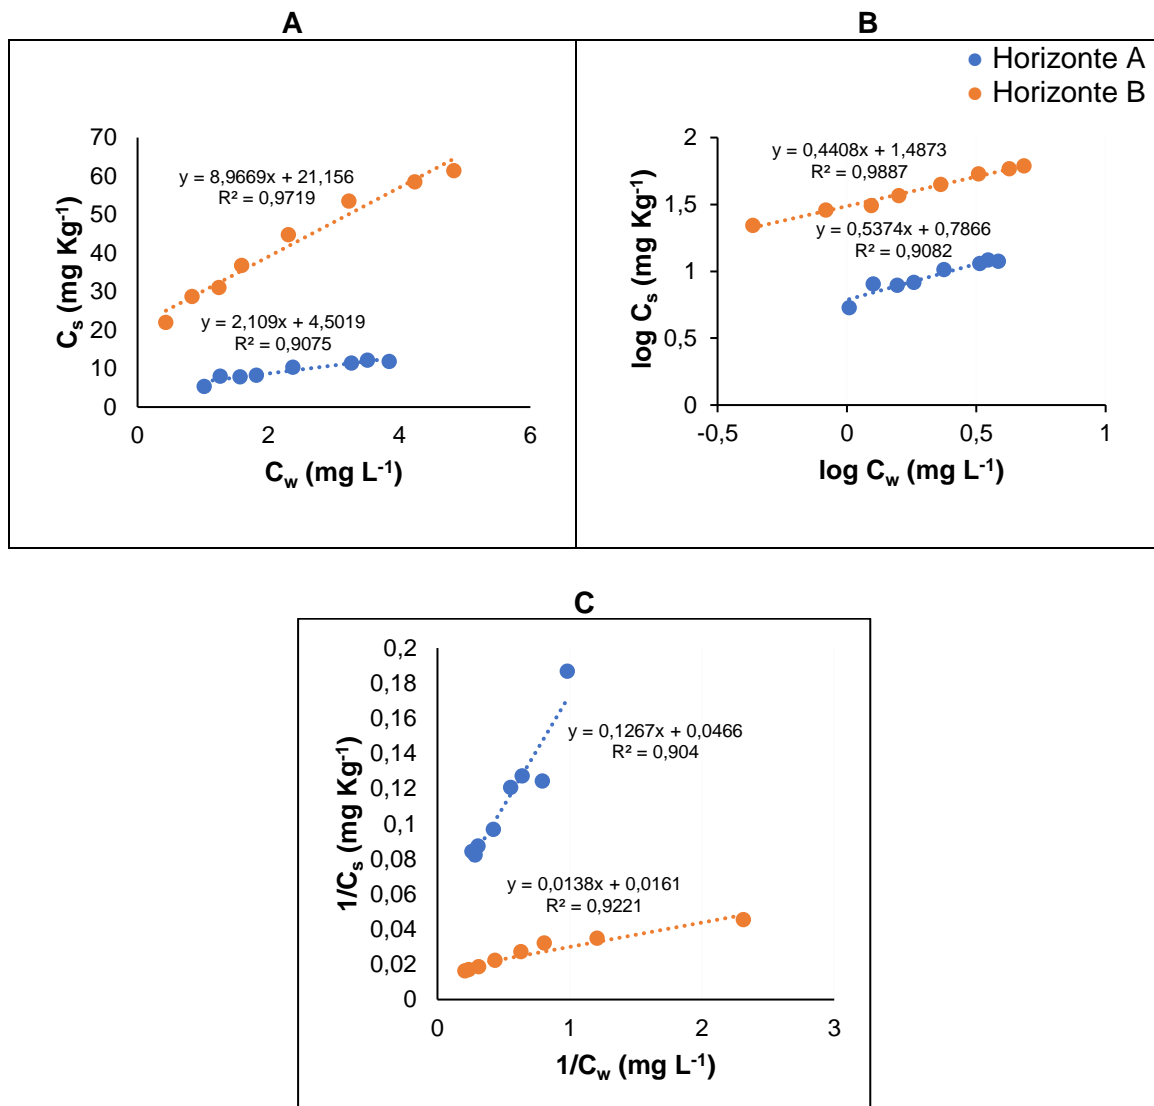 A
B
Horizonte A
Horizonte B
70
60
50
40
30
20
10
0
0
2
4
6
C_s (mg Kg⁻¹)
C_w (mg L⁻¹)
y = 8,9669x + 21,156
R² = 0,9719
y = 2,109x + 4,5019
R² = 0,9075
2
1,5
1
0,5
0
-0,5
0
0,5
1
log C_s (mg Kg⁻¹)
log C_w (mg L⁻¹)
y = 0,4408x + 1,4873
R² = 0,9887
y = 0,5374x + 0,7866
R² = 0,9082
C
0,2
0,18
0,16
0,14
0,12
0,1
0,08
0,06
0,04
0,02
0
0
1
2
3
1/C_s (mg Kg⁻¹)
1/C_w (mg L⁻¹)
y = 0,1267x + 0,0466
R² = 0,904
y = 0,0138x + 0,0161
R² = 0,9221